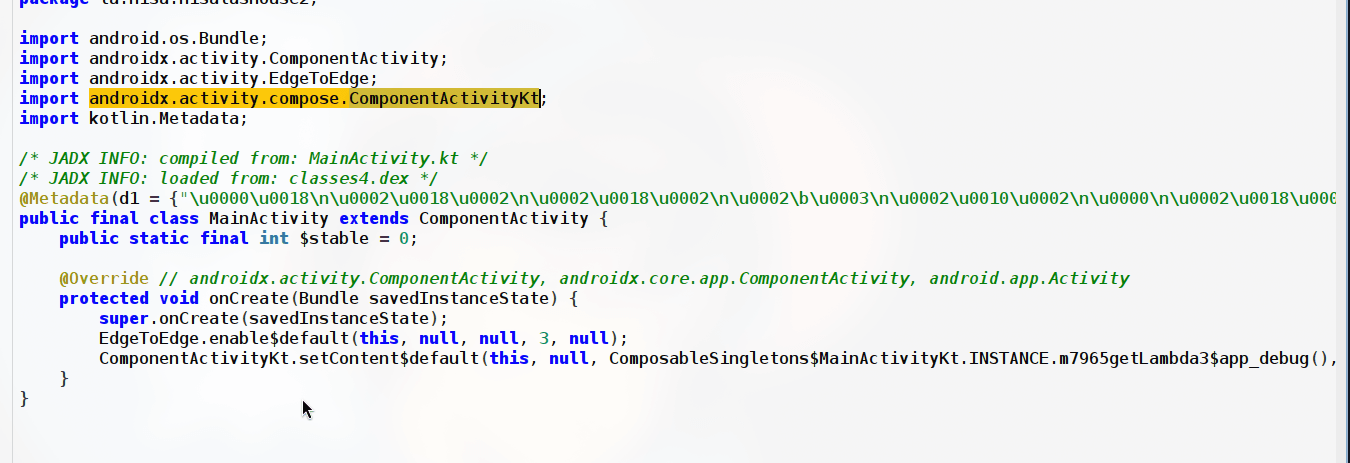 import android.os.Bundle;
import androidx.activity.ComponentActivity;
import androidx.activity.EdgeToEdge;
import androidx.activity.compose.ComponentActivityKt;
import kotlin.Metadata;
/* JADX INFO: compiled from: MainActivity.kt */
/* JADX INFO: loaded from: classes4.dex */
@Metadata(d1 = {"\u0000\u0018\n\u0002\u0018\u0002\n\u0002\u0018\u0002\n\u0002\b\u0003\n\u0002\u0010\u0002\n\u0000\n\u0002\u0018\u000
public final class MainActivity extends ComponentActivity {
public static final int $stable = 0;
@Override // androidx.activity.ComponentActivity, androidx.core.app.ComponentActivity, android.app.Activity
protected void onCreate(Bundle savedInstanceState) {
super.onCreate(savedInstanceState);
EdgeToEdge.enable$default(this, null, null, 3, null);
ComponentActivityKt.setContent$default(this, null, ComposableSingletons$MainActivityKt.INSTANCE.m7965getLambda3$app_debug(),
}
}